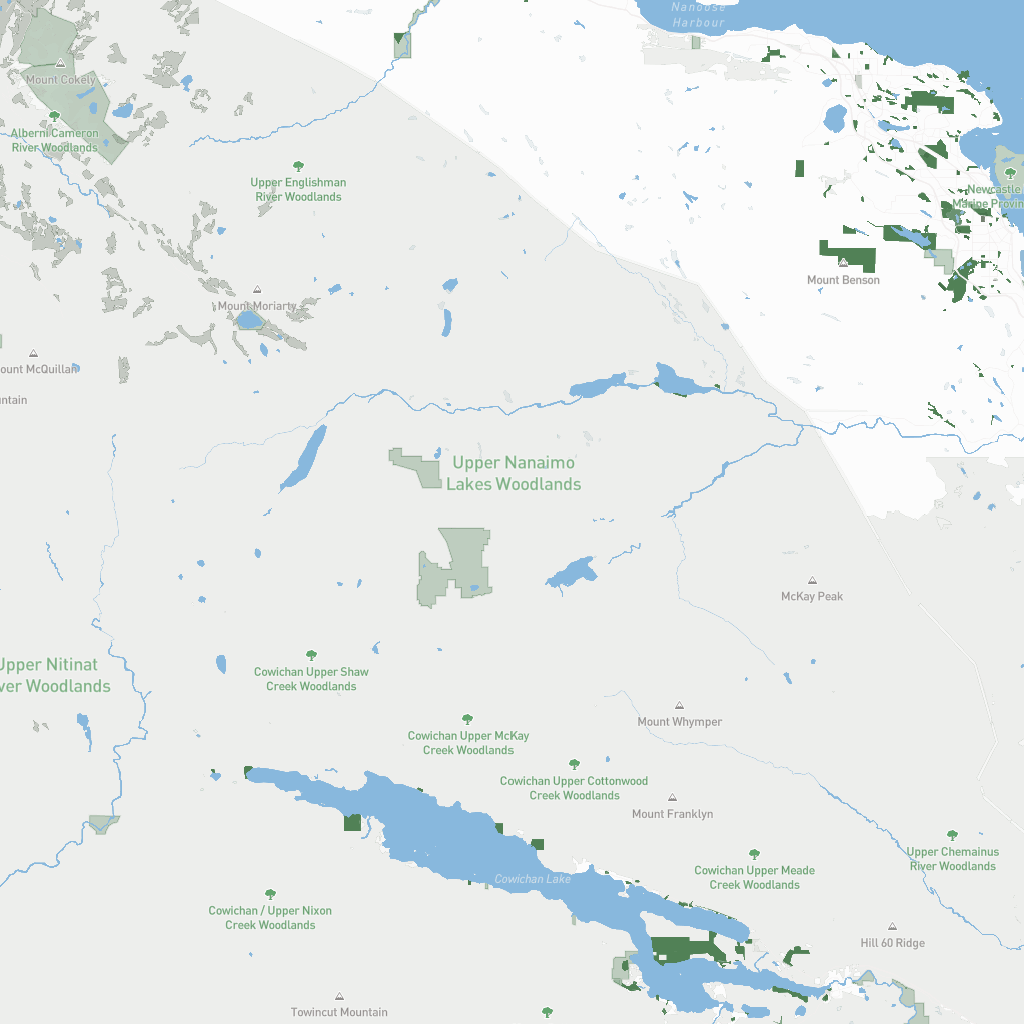 Nanoose
Harbour
Mount Cokely
Alberni Cameron
River Woodlands
Upper Englishman
River Woodlands
Newcastle
Marine Provin
Mount Benson
Mount Moriarty
ount McQuillan
ntain
Upper Nanaimo
Lakes Woodlands
McKay Peak
Upper Nitinat
ver Woodlands
Cowichan Upper Shaw
Creek Woodlands
Mount Whymper
Cowichan Upper McKay
Creek Woodlands
Cowichan Upper Cottonwood
Creek Woodlands
Mount Franklyn
Upper Chemainus
River Woodlands
Cowichan Upper Meade
Creek Woodlands
Cowichan Lake
Cowichan / Upper Nixon
Creek Woodlands
Hill 60 Ridge
Towincut Mountain